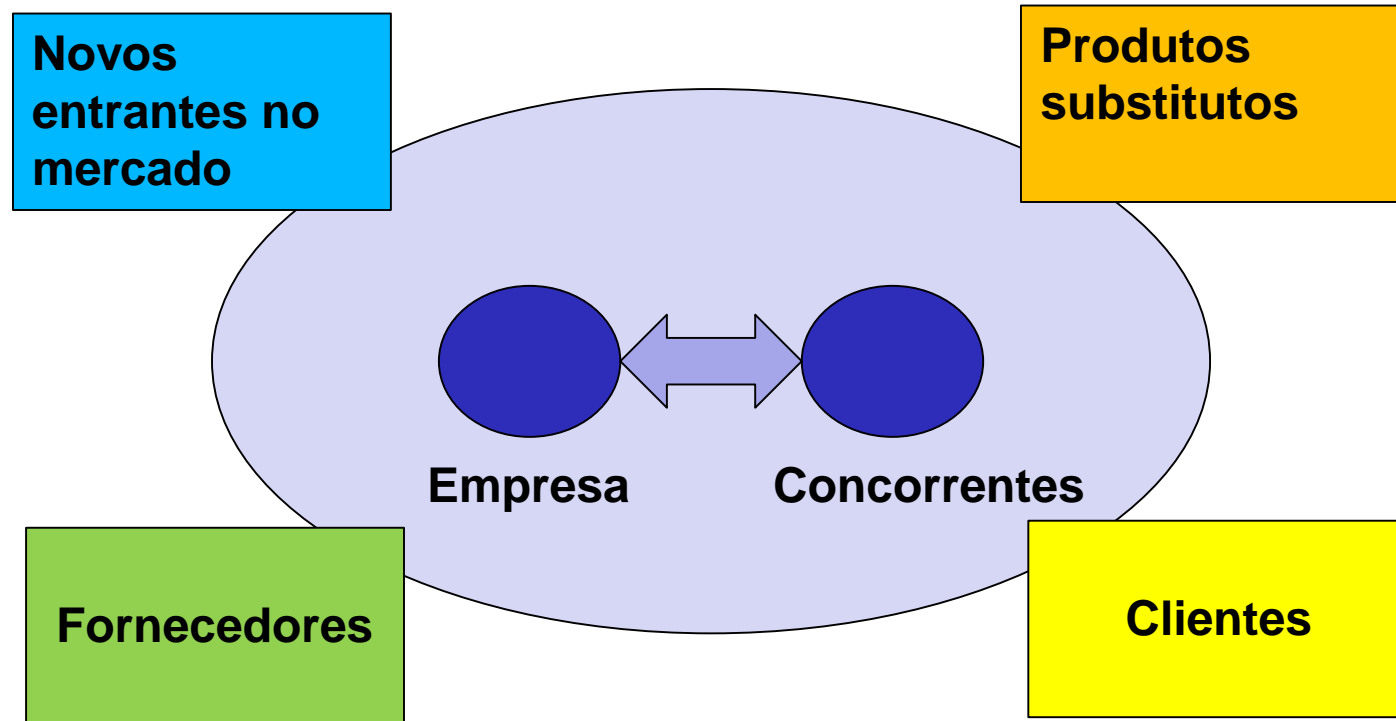 Novos
entrantes no
mercado
Produtos
substitutos
Empresa
Concorrentes
Fornecedores
Clientes